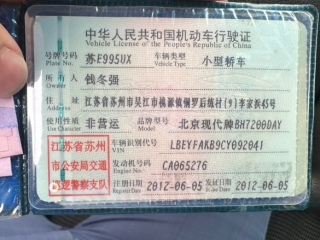 中华人民共和国机动车行驶证
Vehicle License of the People's Republic of China
号牌号码 苏E995UX 车辆类型 小型轿车
Plate No. Vehicle Type
所有人 钱冬强
Owner
住址 江苏省苏州市吴江市桃源镇铜罗后练村(9)李家浜45号
Address
使用性质 非营运 品牌型号 北京现代牌BH7200DAY
Use Character Model
江苏省苏州 车辆识别代号 LBEYFAKB9CY092041
市公安局交通 VIN
巡逻警察支队 发动机号码 CA065276
Engine No.
注册日期 2012-06-05 发证日期 2012-06-05
Register Date Issue Date